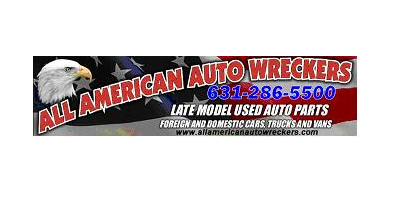 ALL AMERICAN AUTO WRECKERS
631-286-5500
LATE MODEL USED AUTO PARTS
FOREIGN AND DOMESTIC CARS, TRUCKS AND VANS
www.allamericanautowreckers.com